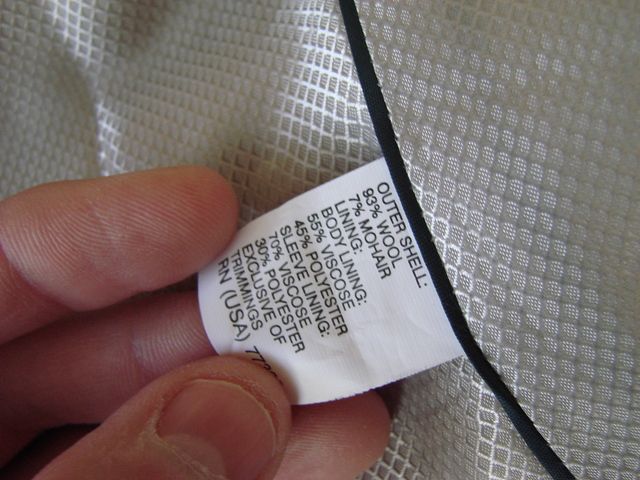 OUTER SHELL:
93% WOOL
7% MOHAIR
LINING:
BODY LINING:
55% VISCOSE
45% POLYESTER
SLEEVE LINING:
70% VISCOSE
30% POLYESTER
EXCLUSIVE OF
TRIMMINGS
RN (USA)